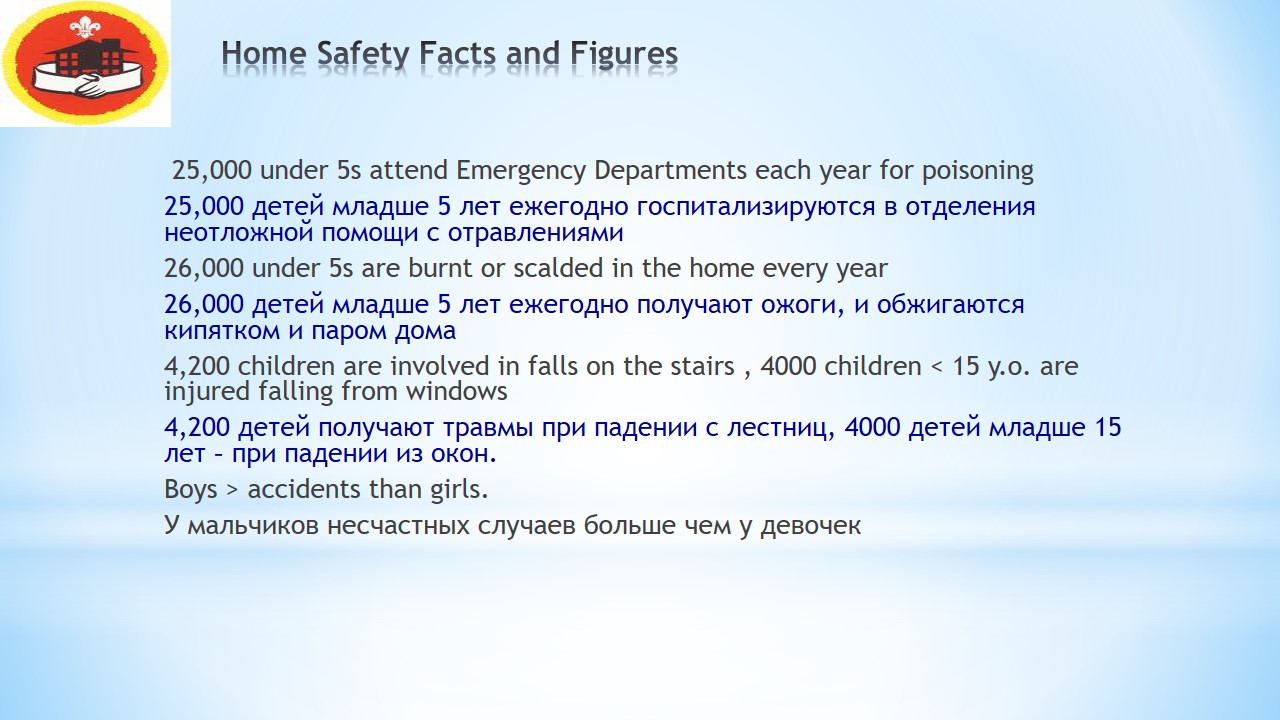 Home Safety Facts and Figures
25,000 under 5s attend Emergency Departments each year for poisoning
25,000 детей младше 5 лет ежегодно госпитализируются в отделения
неотложной помощи с отравлениями
26,000 under 5s are burnt or scalded in the home every year
26,000 детей младше 5 лет ежегодно получают ожоги, и обжигаются
кипятком и паром дома
4,200 children are involved in falls on the stairs , 4000 children < 15 y.o. are
injured falling from windows
4,200 детей получают травмы при падении с лестниц, 4000 детей младше 15
лет – при падении из окон.
Boys > accidents than girls.
У мальчиков несчастных случаев больше чем у девочек